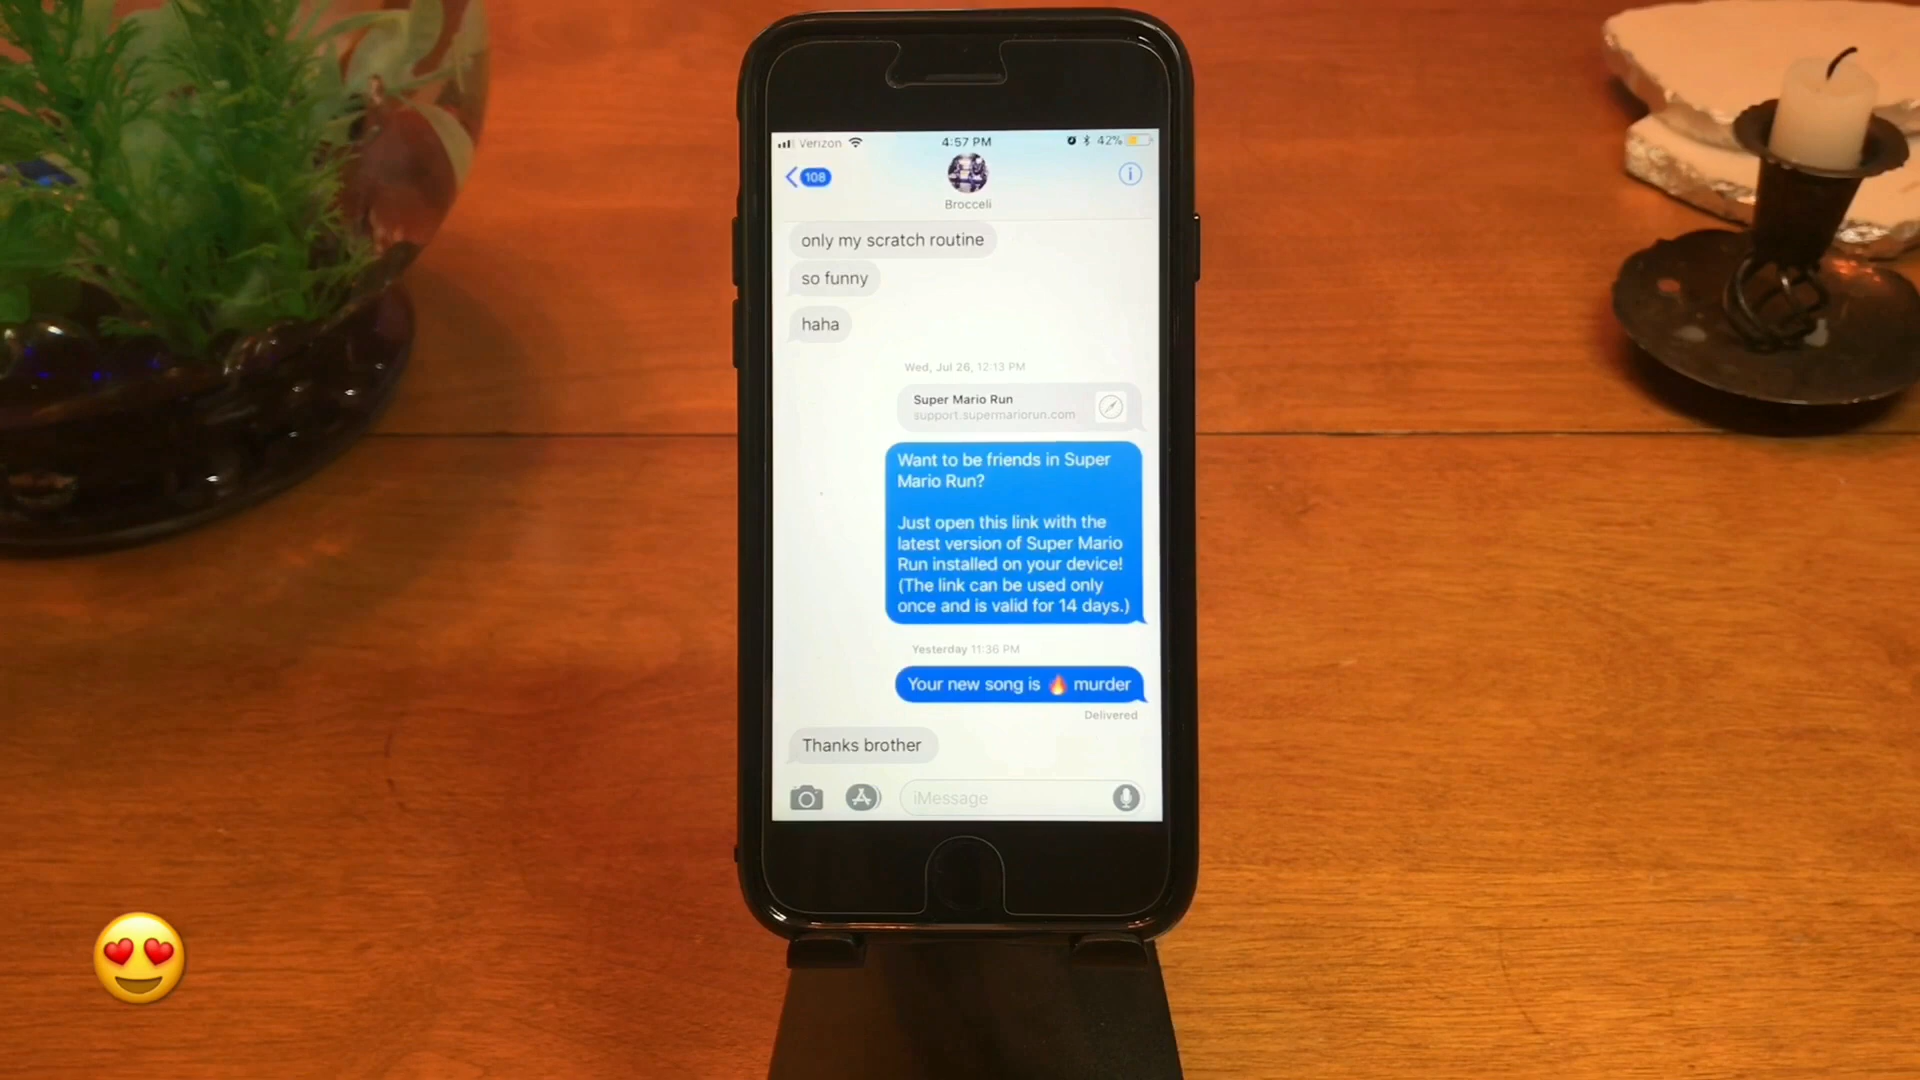 Verizon 4:57 PM 42%
108
Brocceli
only my scratch routine
so funny
haha
Wed, Jul 26, 12:13 PM
Super Mario Run
support.supermariorun.com
Want to be friends in Super
Mario Run?
Just open this link with the
latest version of Super Mario
Run installed on your device!
(The link can be used only
once and is valid for 14 days.)
Yesterday 11:36 PM
Your new song is 🔥 murder
Delivered
Thanks brother
iMessage